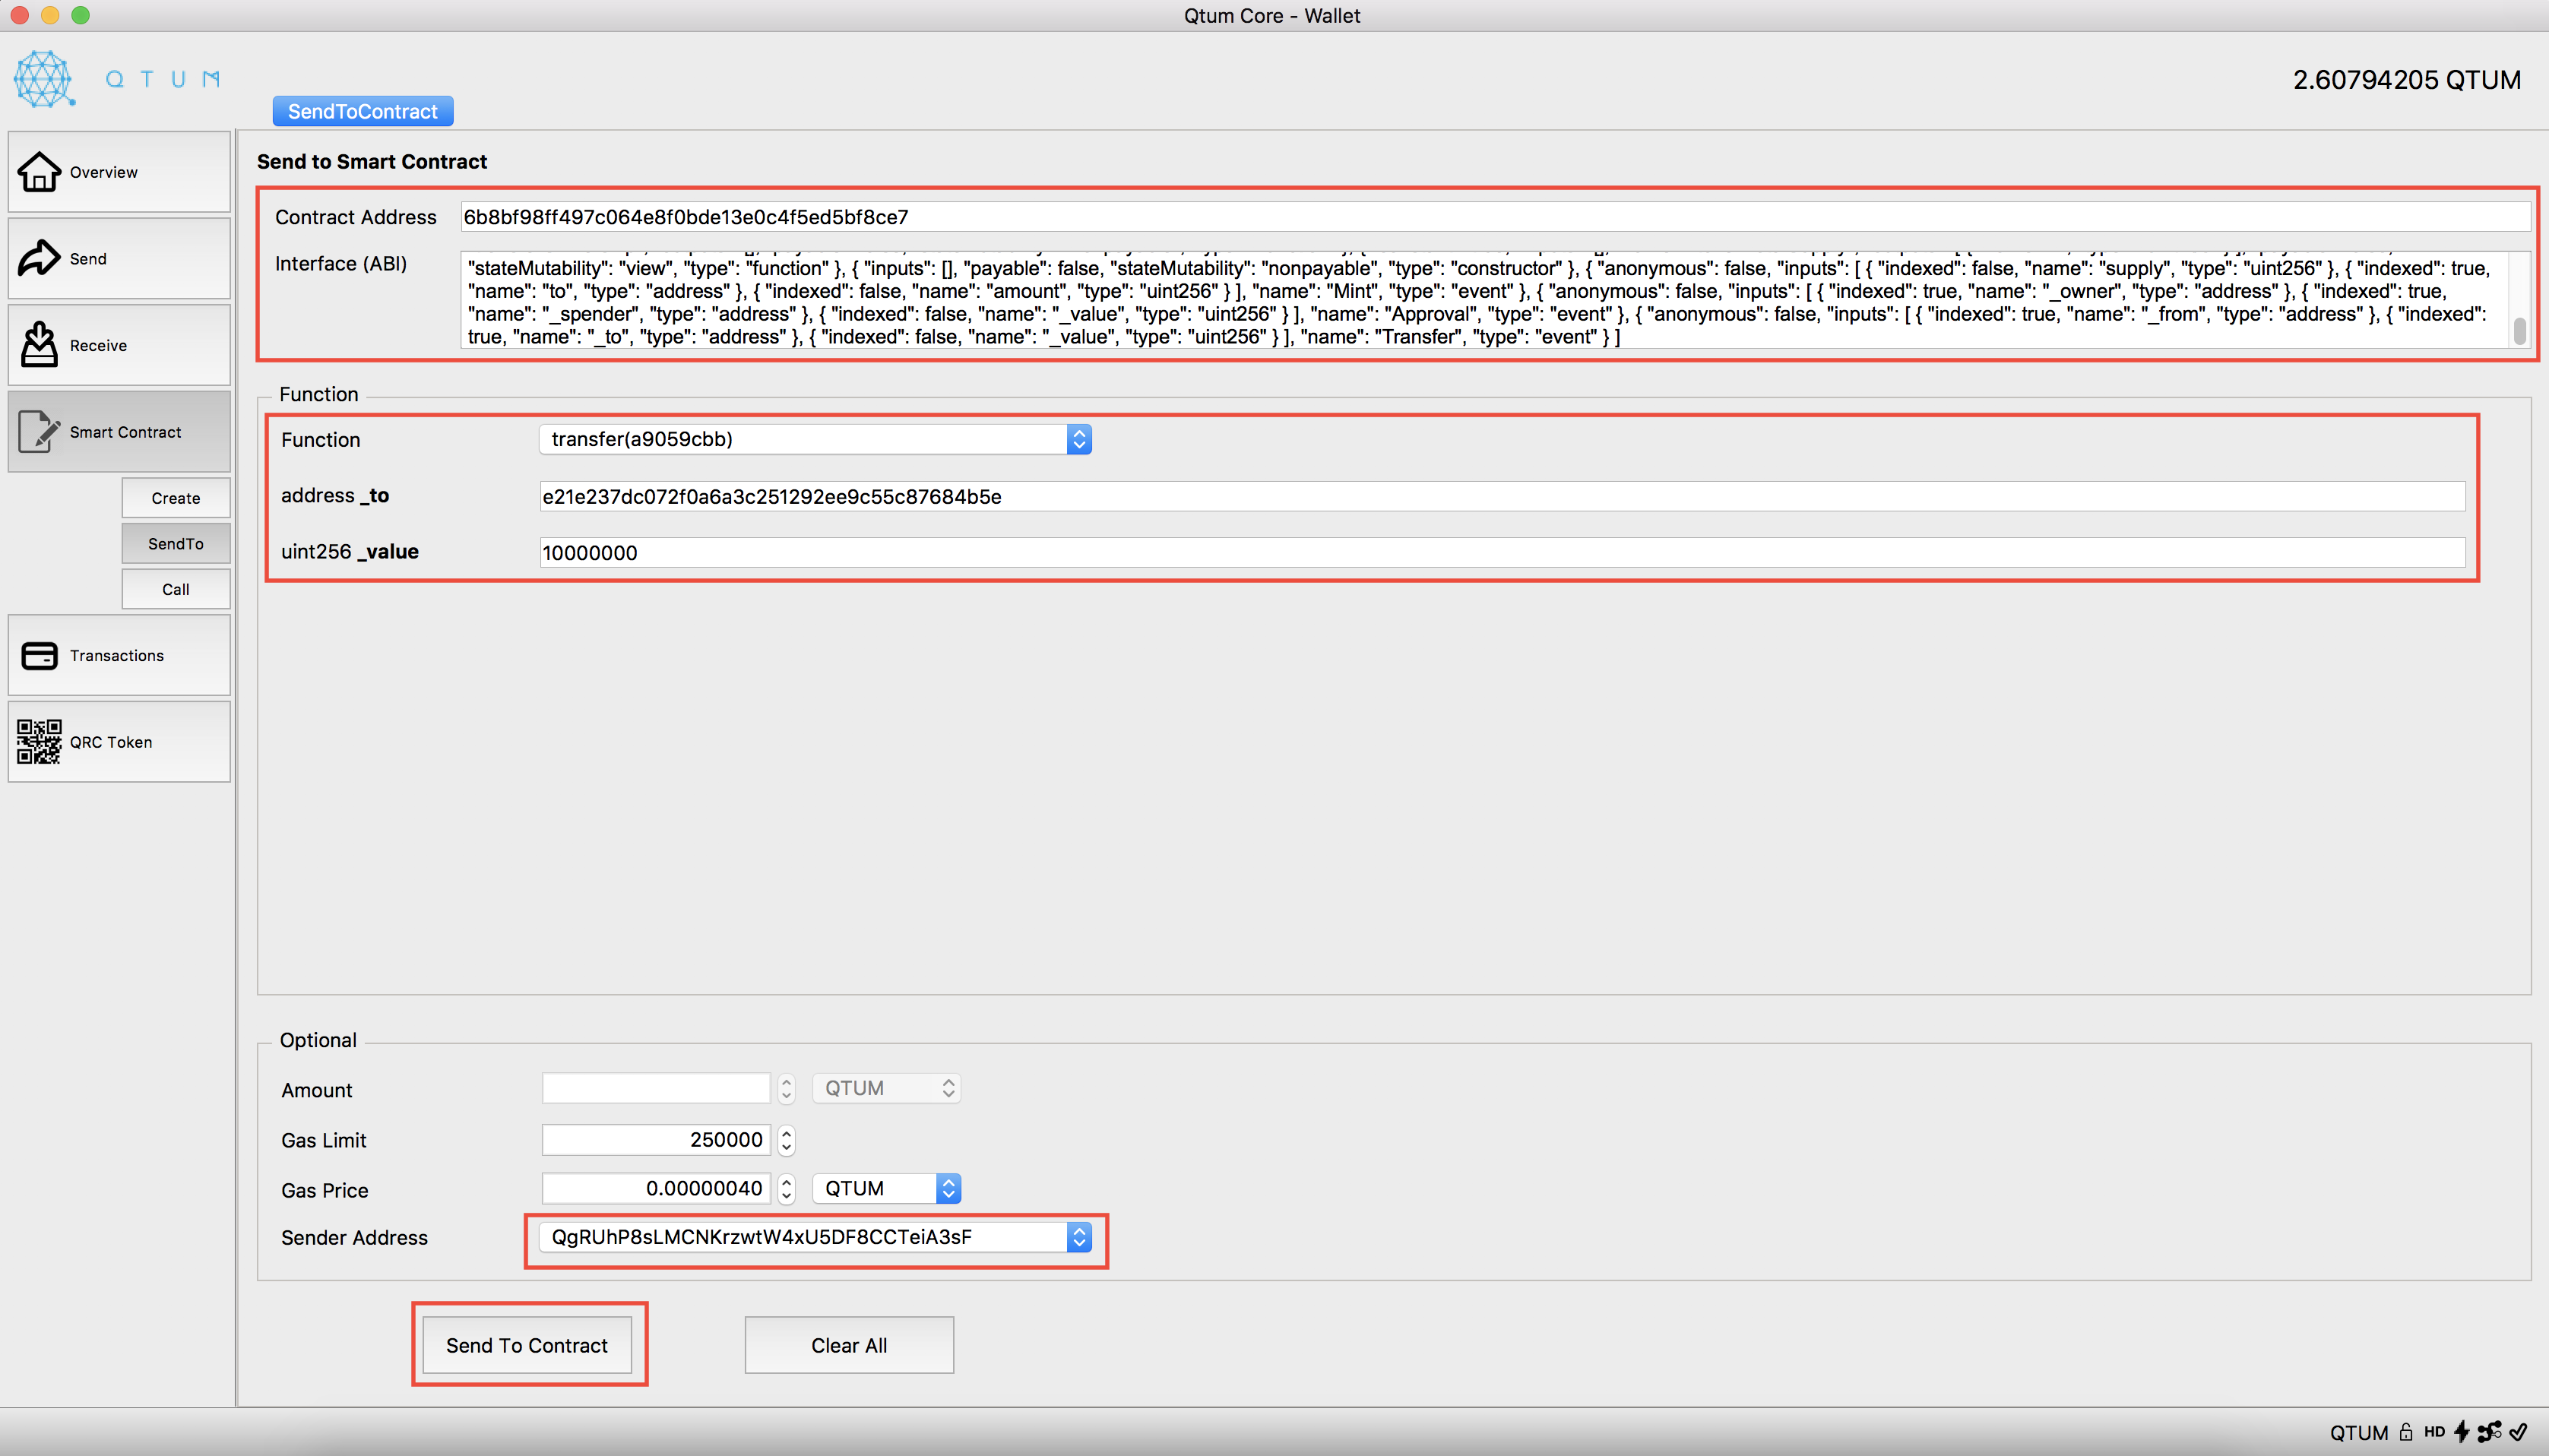 Qtum Core - Wallet
QTUM
2.60794205 QTUM
SendToContract
Overview
Send
Receive
Smart Contract
Create
SendTo
Call
Transactions
QRC Token
Send to Smart Contract
Contract Address 6b8bf98ff497c064e8f0bde13e0c4f5ed5bf8ce7
Interface (ABI)
"stateMutability": "view", "type": "function" }, { "inputs": [], "payable": false, "stateMutability": "nonpayable", "type": "constructor" }, { "anonymous": false, "inputs": [ { "indexed": false, "name": "supply", "type": "uint256" }, { "indexed": true,
"name": "to", "type": "address" }, { "indexed": false, "name": "amount", "type": "uint256" } ], "name": "Mint", "type": "event" }, { "anonymous": false, "inputs": [ { "indexed": true, "name": "_owner", "type": "address" }, { "indexed": true,
"name": "_spender", "type": "address" }, { "indexed": false, "name": "_value", "type": "uint256" } ], "name": "Approval", "type": "event" }, { "anonymous": false, "inputs": [ { "indexed": true, "name": "_from", "type": "address" }, { "indexed":
true, "name": "_to", "type": "address" }, { "indexed": false, "name": "_value", "type": "uint256" } ], "name": "Transfer", "type": "event" } ]
Function
Function transfer(a9059cbb)
address _to e21e237dc072f0a6a3c251292ee9c55c87684b5e
uint256 _value 10000000
Optional
Amount QTUM
Gas Limit 250000
Gas Price 0.00000040 QTUM
Sender Address QgRUhP8sLMCNKrzwtW4xU5DF8CCTeiA3sF
Send To Contract Clear All
QTUM HD